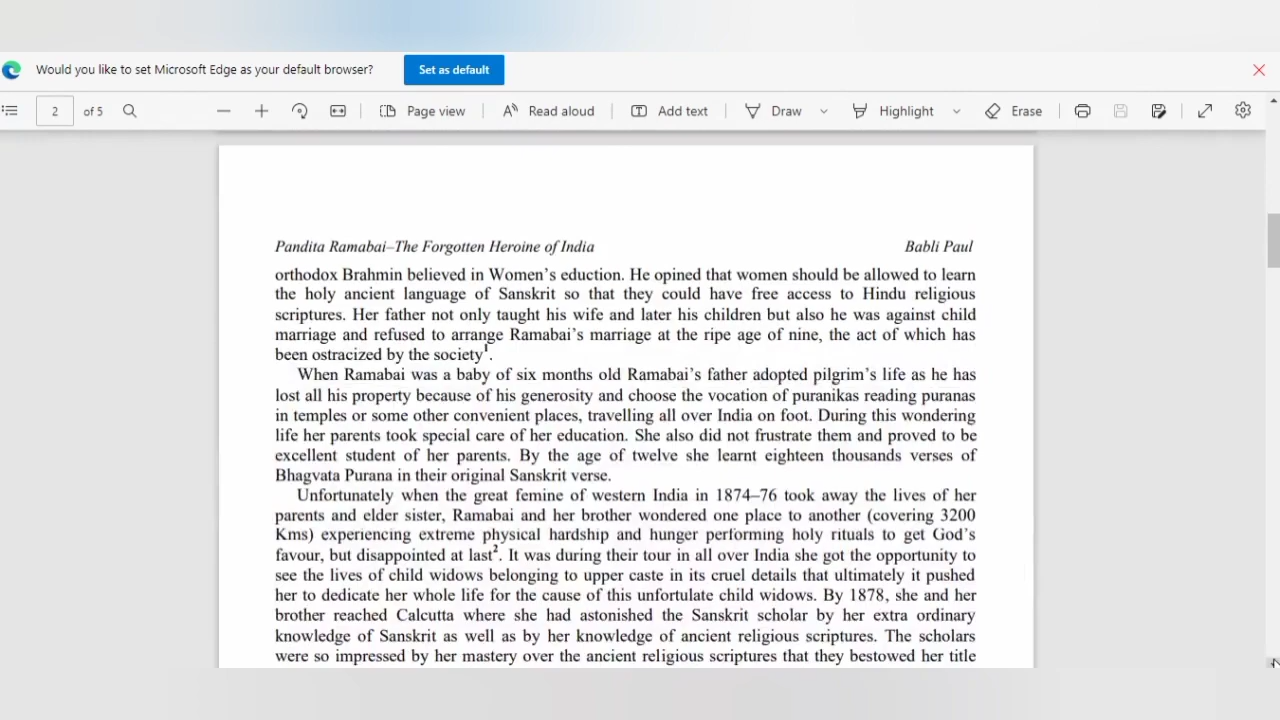 Would you like to set Microsoft Edge as your default browser? Set as default
2 of 5 Page view Read aloud Add text Draw Highlight Erase
Pandita Ramabai–The Forgotten Heroine of India Babli Paul
orthodox Brahmin believed in Women's eduction. He opined that women should be allowed to learn
the holy ancient language of Sanskrit so that they could have free access to Hindu religious
scriptures. Her father not only taught his wife and later his children but also he was against child
marriage and refused to arrange Ramabai's marriage at the ripe age of nine, the act of which has
been ostracized by the society¹.
When Ramabai was a baby of six months old Ramabai's father adopted pilgrim's life as he has
lost all his property because of his generosity and choose the vocation of puranikas reading puranas
in temples or some other convenient places, travelling all over India on foot. During this wondering
life her parents took special care of her education. She also did not frustrate them and proved to be
excellent student of her parents. By the age of twelve she learnt eighteen thousands verses of
Bhagvata Purana in their original Sanskrit verse.
Unfortunately when the great femine of western India in 1874–76 took away the lives of her
parents and elder sister, Ramabai and her brother wondered one place to another (covering 3200
Kms) experiencing extreme physical hardship and hunger performing holy rituals to get God's
favour, but disappointed at last². It was during their tour in all over India she got the opportunity to
see the lives of child widows belonging to upper caste in its cruel details that ultimately it pushed
her to dedicate her whole life for the cause of this unfortulate child widows. By 1878, she and her
brother reached Calcutta where she had astonished the Sanskrit scholar by her extra ordinary
knowledge of Sanskrit as well as by her knowledge of ancient religious scriptures. The scholars
were so impressed by her mastery over the ancient religious scriptures that they bestowed her title